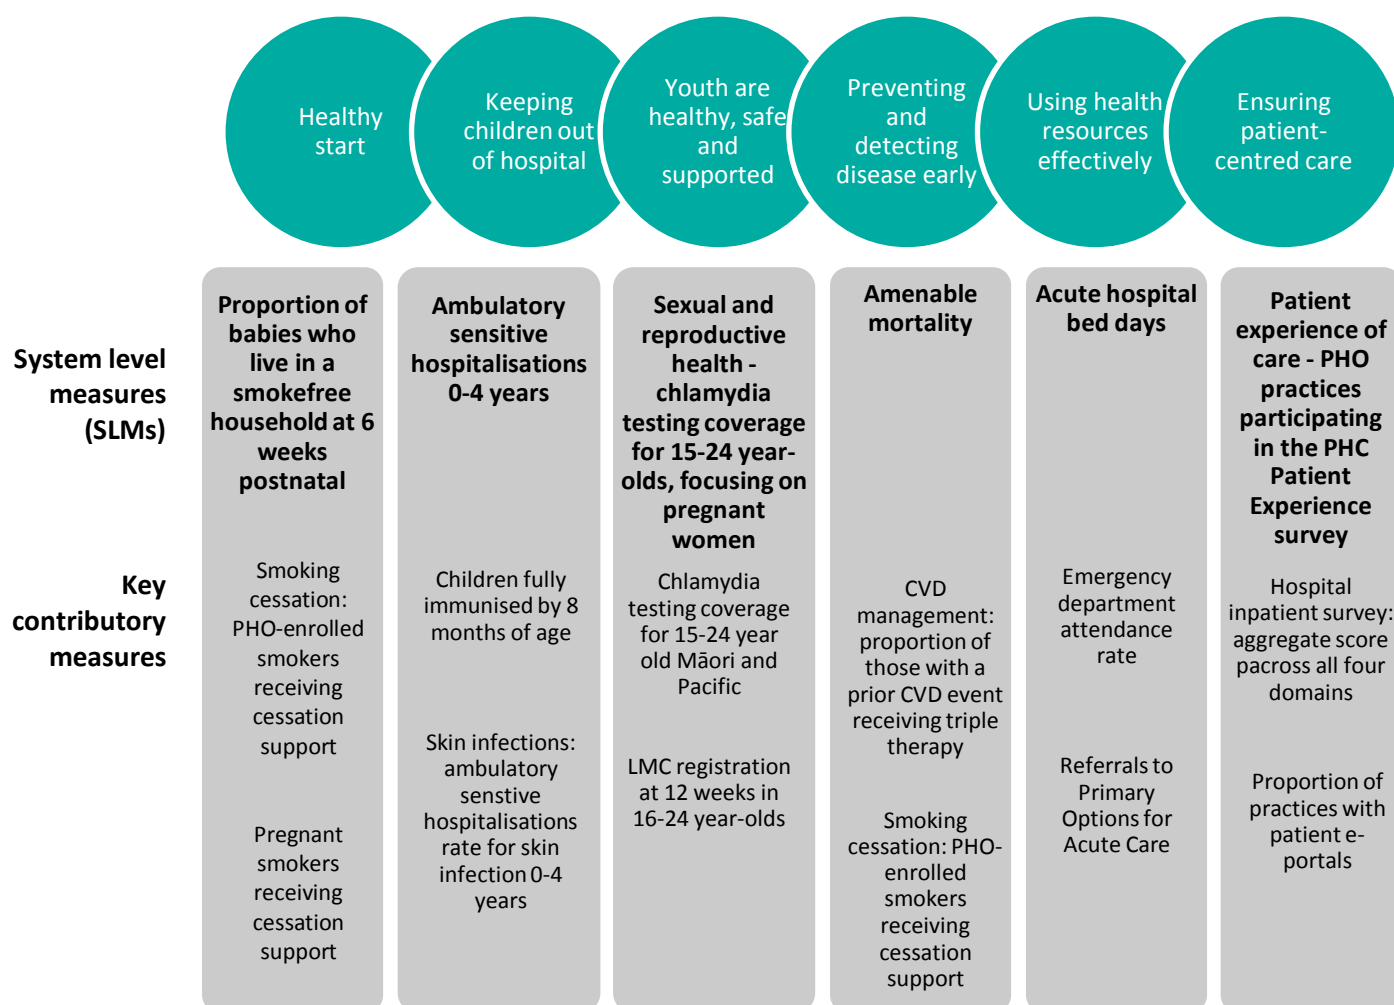 Healthy
start
Keeping
children out
of hospital
Youth are
healthy, safe
and
supported
Preventing
and
detecting
disease early
Using health
resources
effectively
Ensuring
patient-
centred care
System level
measures
(SLMs)
Proportion of
babies who
live in a
smokefree
household at 6
weeks
postnatal
Ambulatory
sensitive
hospitalisations
0-4 years
Sexual and
reproductive
health -
chlamydia
testing coverage
for 15-24 year-
olds, focusing on
pregnant
women
Amenable
mortality
Acute hospital
bed days
Patient
experience of
care - PHO
practices
participating
in the PHC
Patient
Experience
survey
Key
contributory
measures
Smoking
cessation:
PHO-enrolled
smokers
receiving
cessation
support
Pregnant
smokers
receiving
cessation
support
Children fully
immunised by 8
months of age
Skin infections:
ambulatory
senstive
hospitalisations
rate for skin
infection 0-4
years
Chlamydia
testing coverage
for 15-24 year
old Māori and
Pacific
LMC registration
at 12 weeks in
16-24 year-olds
CVD
management:
proportion of
those with a
prior CVD event
receiving triple
therapy
Smoking
cessation: PHO-
enrolled
smokers
receiving
cessation
support
Emergency
department
attendance
rate
Referrals to
Primary
Options for
Acute Care
Hospital
inpatient survey:
aggregate score
pacross all four
domains
Proportion of
practices with
patient e-
portals